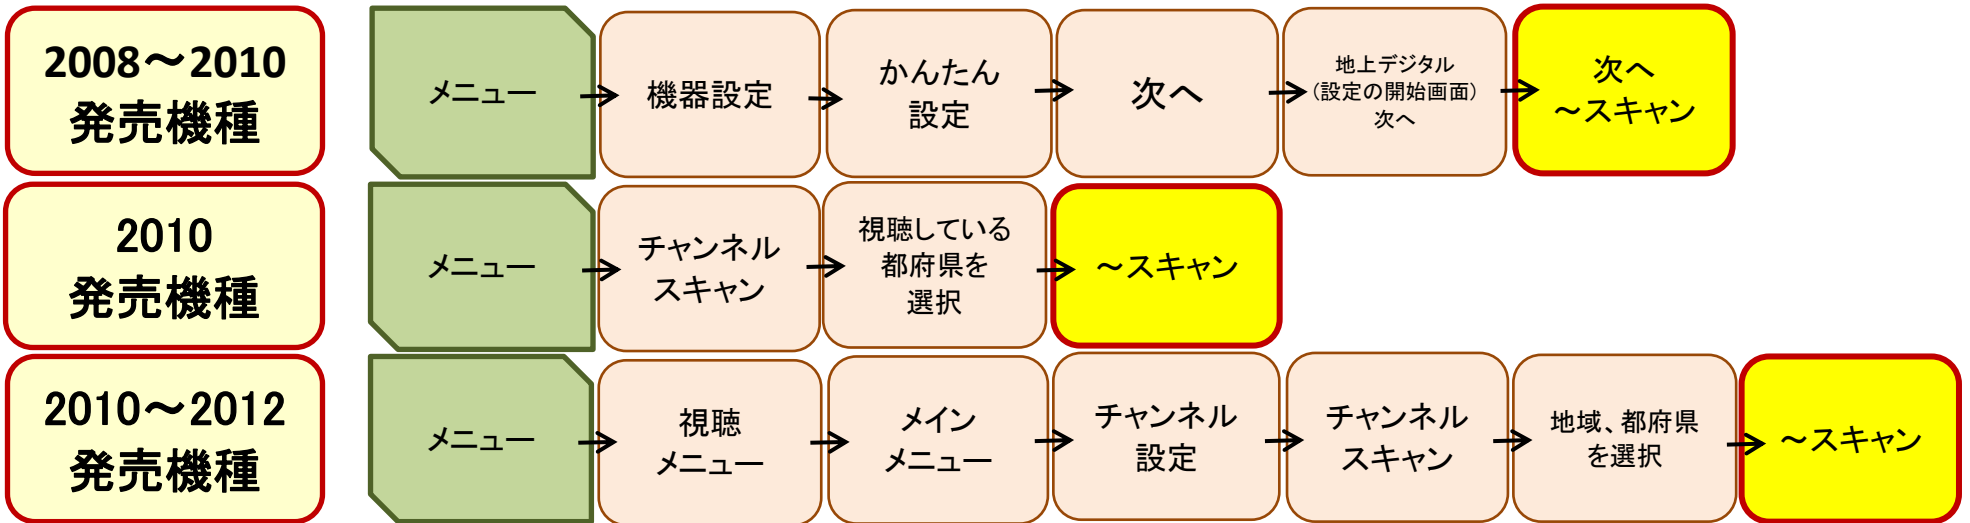 2008～2010
発売機種
メニュー
機器設定
かんたん
設定
次へ
地上デジタル
(設定の開始画面)
次へ
次へ
～スキャン
2010
発売機種
メニュー
チャンネル
スキャン
視聴している
都府県を
選択
～スキャン
2010～2012
発売機種
メニュー
視聴
メニュー
メイン
メニュー
チャンネル
設定
チャンネル
スキャン
地域、都府県
を選択
～スキャン